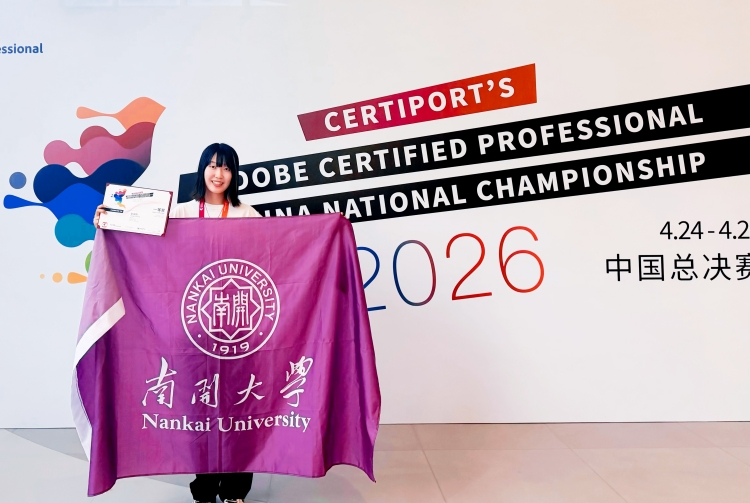 essional
CERTIPORT'S
DOBE CERTIFIED PROFESSIONAL
INA NATIONAL CHAMPIONSHIP
2026
4.24 - 4.2
中国总决赛
NANKAI UNIVERSITY
南開
1919
南開大學
Nankai University